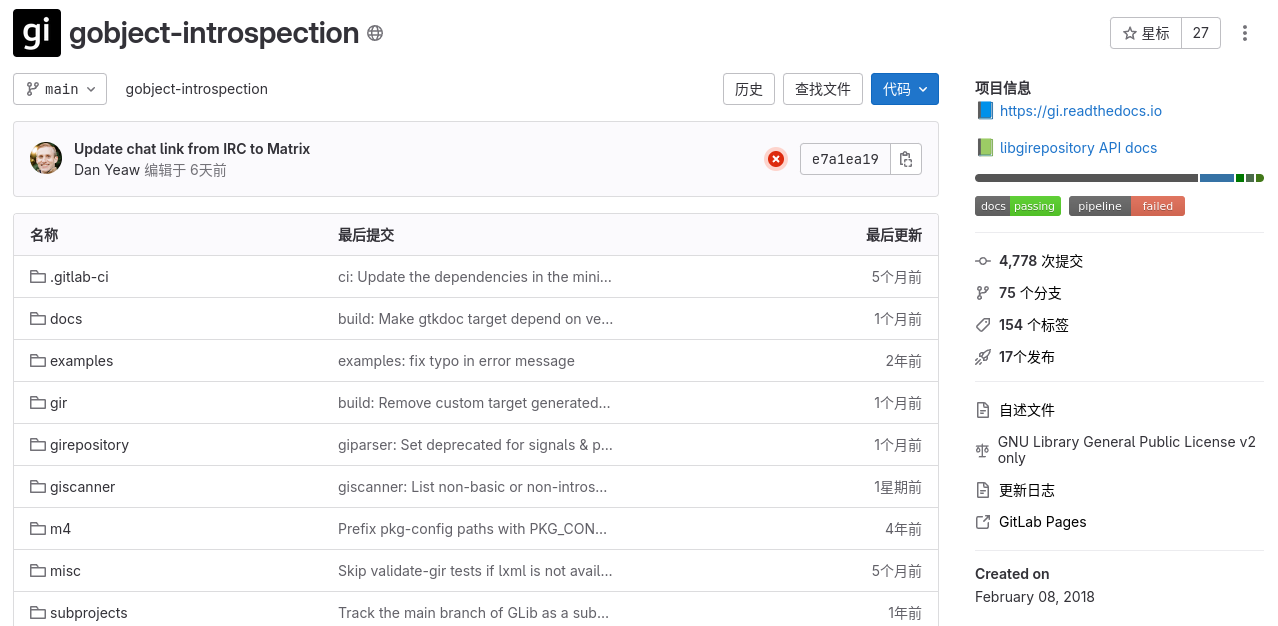 gi gobject-introspection
星标 27
main gobject-introspection
历史 查找文件 代码
Update chat link from IRC to Matrix
Dan Yeaw 编辑于 6天前
e7a1ea19
名称 最后提交 最后更新
.gitlab-ci ci: Update the dependencies in the mini... 5个月前
docs build: Make gtkdoc target depend on ve... 1个月前
examples examples: fix typo in error message 2年前
gir build: Remove custom target generated... 1个月前
girepository giparser: Set deprecated for signals & p... 1个月前
giscanner giscanner: List non-basic or non-intros... 1星期前
m4 Prefix pkg-config paths with PKG_CON... 4年前
misc Skip validate-gir tests if lxml is not avail... 5个月前
subprojects Track the main branch of GLib as a sub... 1年前
项目信息
https://gi.readthedocs.io
libgirepository API docs
docs passing pipeline failed
4,778 次提交
75 个分支
154 个标签
17个发布
自述文件
GNU Library General Public License v2
only
更新日志
GitLab Pages
Created on
February 08, 2018